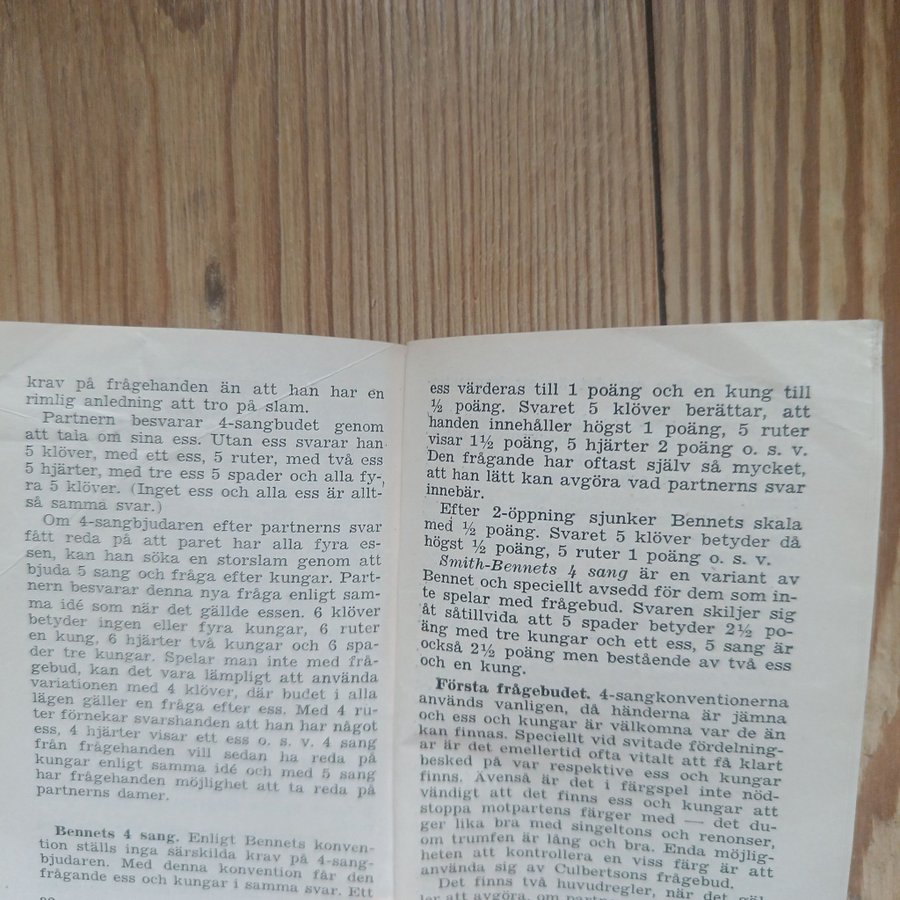 krav på frågehanden än att han har en
rimlig anledning att tro på slam.
Partnern besvarar 4-sangbudet genom
att tala om sina ess. Utan ess svarar han
5 klöver, med ett ess, 5 ruter, med två ess
5 hjärter, med tre ess 5 spader och alla fy-
ra 5 klöver. (Inget ess och alla ess är allt-
så samma svar.)
Om 4-sangbjudaren efter partnerns svar
fått reda på att paret har alla fyra es-
sen, kan han söka en storslam genom att
bjuda 5 sang och fråga efter kungar. Part-
nern besvarar denna nya fråga enligt sam-
ma idé som när det gällde essen. 6 klöver
betyder ingen eller fyra kungar, 6 ruter
en kung, 6 hjärter två kungar och 6 spa-
der tre kungar. Spelar man inte med frå-
gebud, kan det vara lämpligt att använda
variationen med 4 klöver, där budet i alla
lägen gäller en fråga efter ess. Med 4 ru-
ter förnekar svarshanden att han har något
ess, 4 hjärter visar ett ess o. s. v. 4 sang
från frågehanden vill sedan ha reda på
kungar enligt samma idé och med 5 sang
har frågehanden möjlighet att ta reda på
partnerns damer.
Bennets 4 sang. Enligt Bennets konven-
tion ställs inga särskilda krav på 4-sang-
bjudaren. Med denna konvention får den
frågande ess och kungar i samma svar. Ett
ess värderas till 1 poäng och en kung till
½ poäng. Svaret 5 klöver berättar, att
handen innehåller högst 1 poäng, 5 ruter
visar 1½ poäng, 5 hjärter 2 poäng o. s. v.
Den frågande har oftast själv så mycket,
att han lätt kan avgöra vad partnerns svar
innebär.
Efter 2-öppning sjunker Bennets skala
med ½ poäng. Svaret 5 klöver betyder då
högst ½ poäng, 5 ruter 1 poäng o. s. v.
Smith-Bennets 4 sang är en variant av
Bennet och speciellt avsedd för dem som in-
te spelar med frågebud. Svaren skiljer sig
åt såtillvida att 5 spader betyder 2½ po-
äng med tre kungar och ett ess, 5 sang är
också 2½ poäng men bestående av två ess
och en kung.
Första frågebudet. 4-sangkonventionerna
används vanligen, då händerna är jämna
och ess och kungar är välkomna var de än
kan finnas. Speciellt vid svitade fördelning-
ar är det emellertid ofta vitalt att få klart
besked på var respektive ess och kungar
finns. Ävenså är det i färgspel inte nöd-
vändigt att det finns ess och kungar att
stoppa motpartens färger med — det du-
ger lika bra med singeltons och renonser,
om trumfen är lång och bra. Enda möjlig-
heten att kontrollera en viss färg är att
använda sig av Culbertsons frågebud.
Det finns två huvudregler, när det gäl-